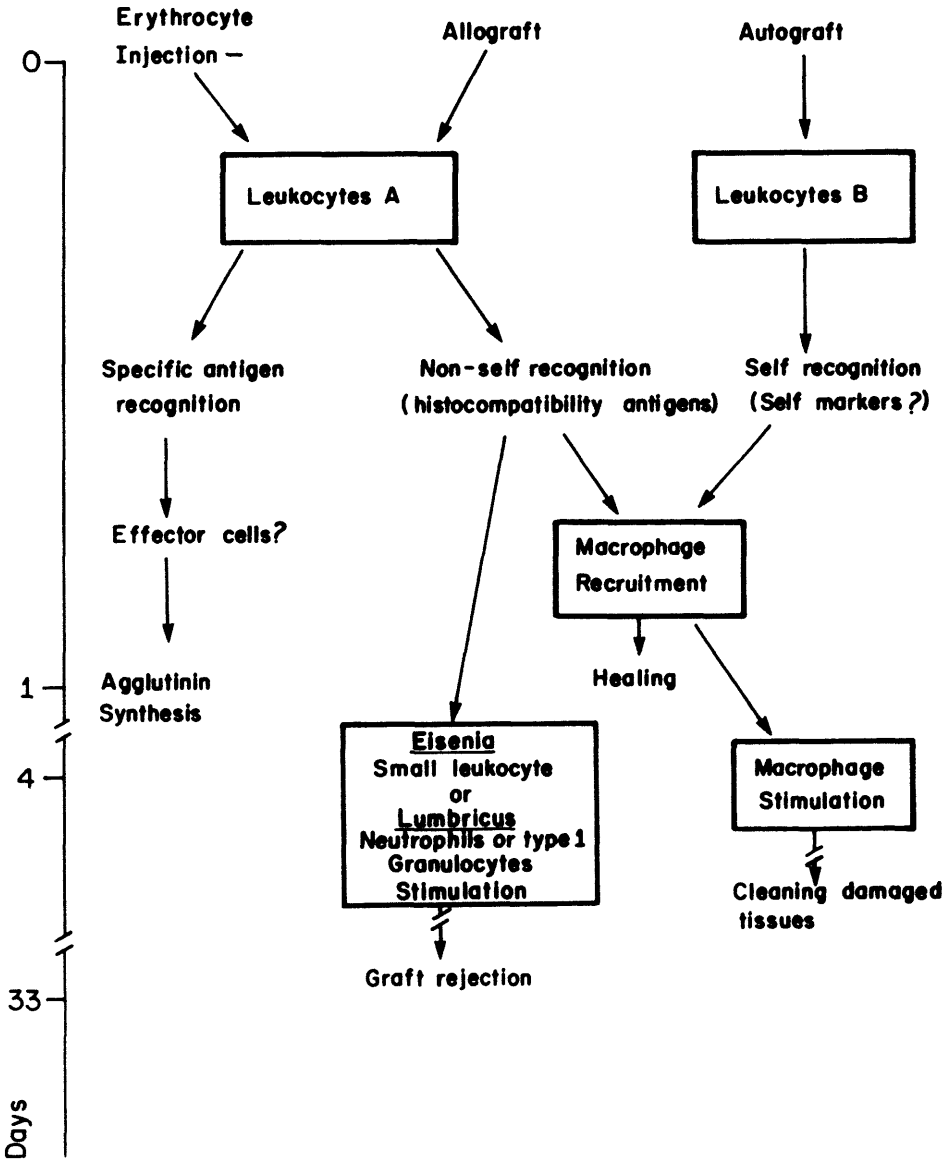 Erythrocyte
Injection –
Allograft
Autograft
0
Leukocytes A
Leukocytes B
Specific antigen
recognition
Non-self recognition
(histocompatibility antigens)
Self recognition
(Self markers?)
Effector cells?
Macrophage
Recruitment
Healing
1
Agglutinin
Synthesis
Eisenia
Small leukocyte
or
Lumbricus
Neutrophils or type 1
Granulocytes
Stimulation
4
Macrophage
Stimulation
Cleaning damaged
tissues
Graft rejection
33
Days